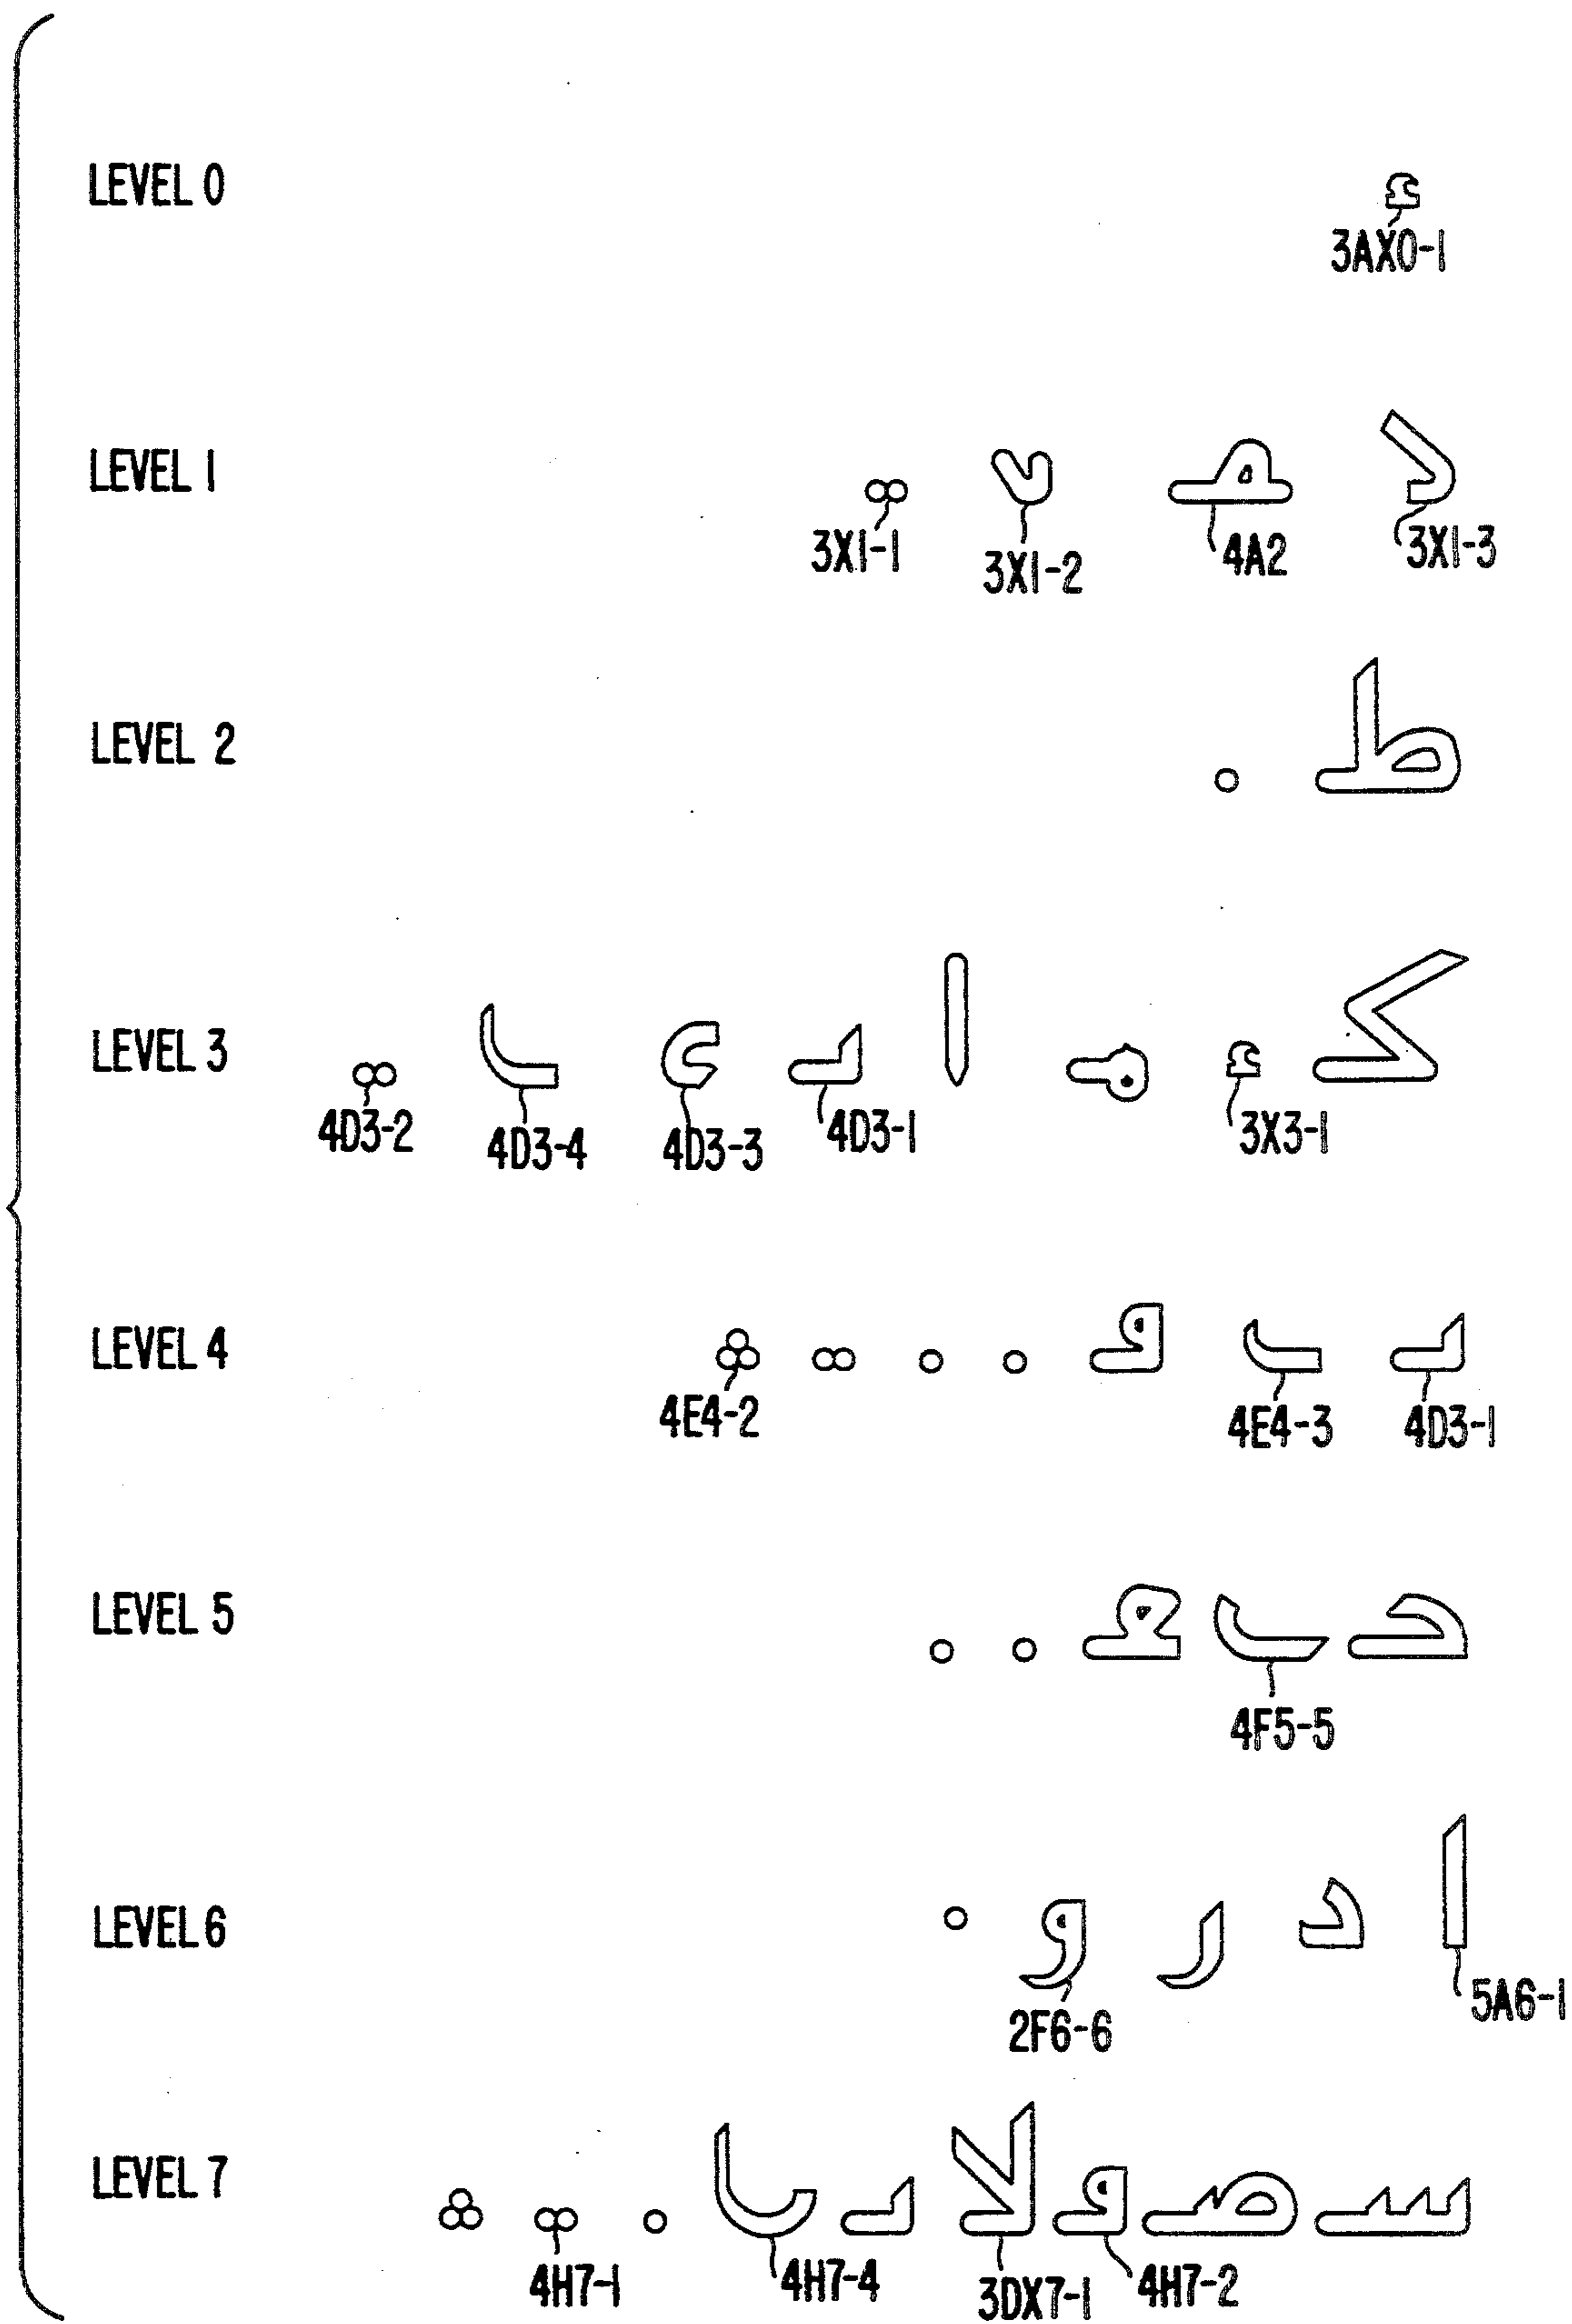 LEVEL 0
3AX0-1
LEVEL 1
3X1-1 3X1-2 4A2 3X1-3
LEVEL 2
LEVEL 3
4D3-2 4D3-4 4D3-3 4D3-1 3X3-1
LEVEL 4
4E4-2 4E4-3 4D3-1
LEVEL 5
4F5-5
LEVEL 6
2F6-6 5A6-1
LEVEL 7
4H7-1 4H7-4 3DX7-1 4H7-2